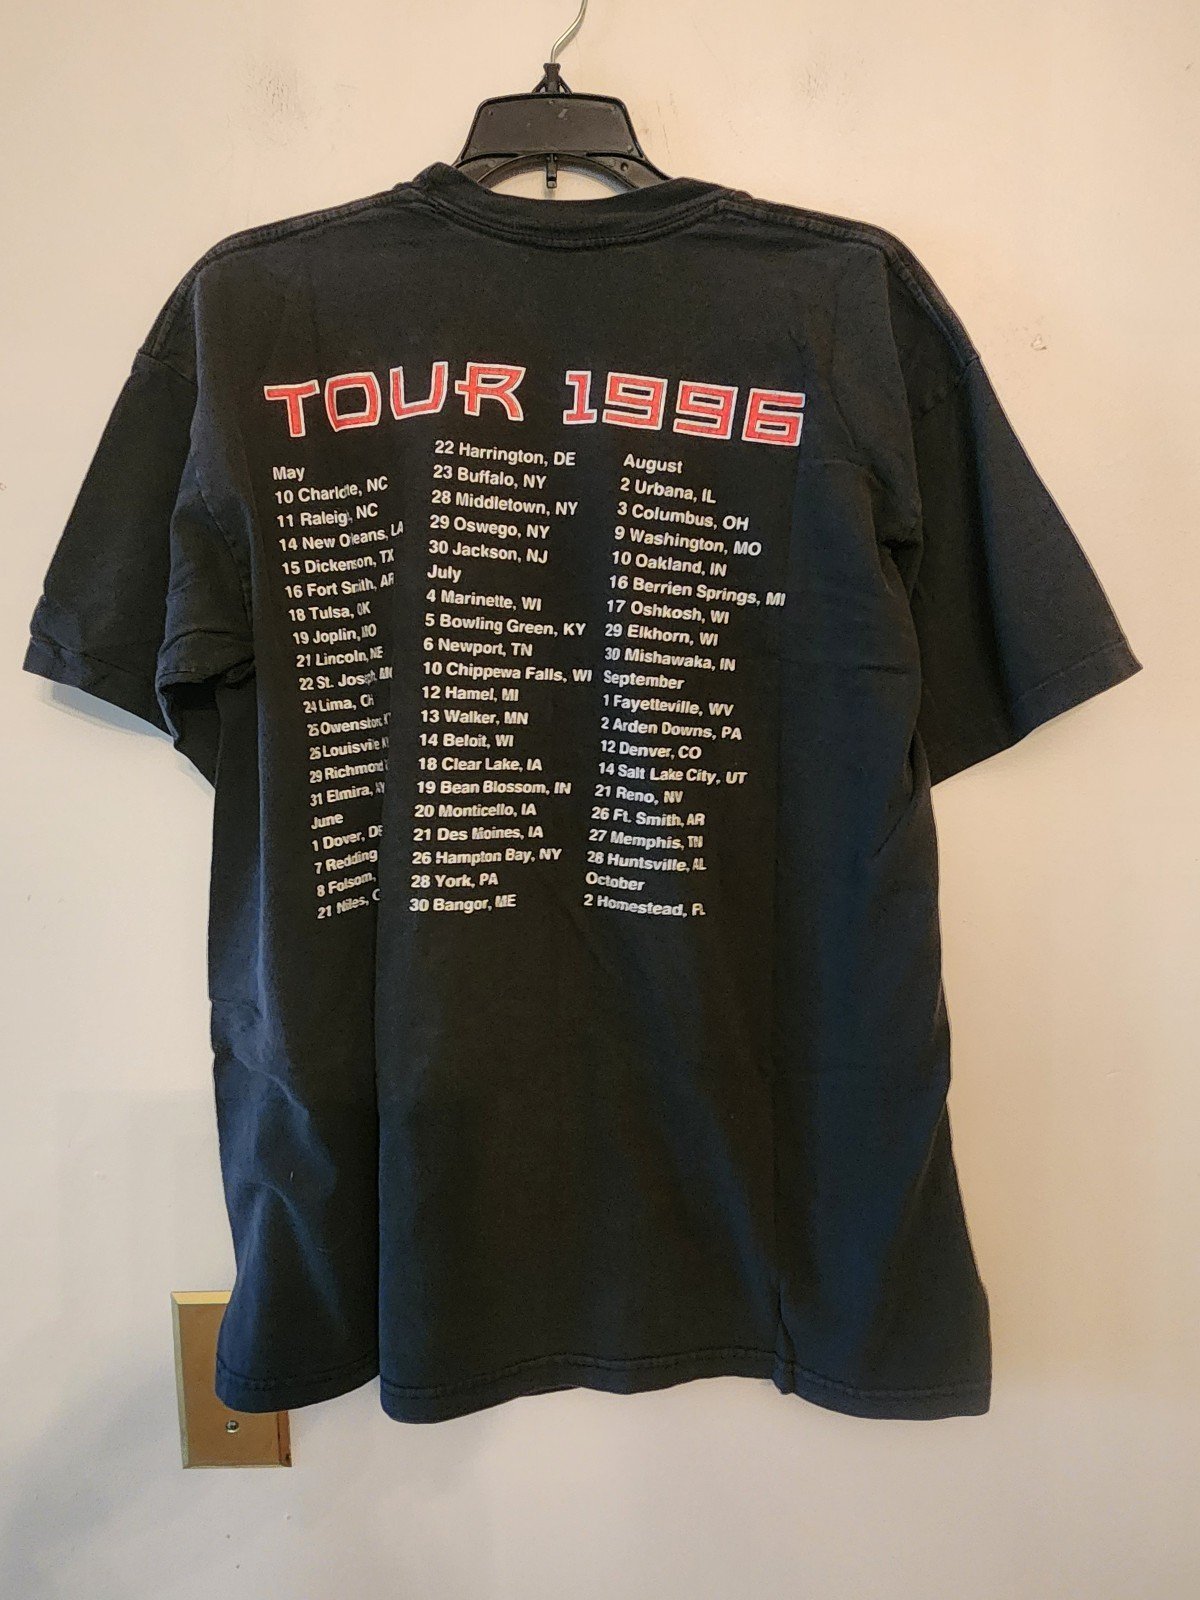 TOUR 1996
May
10 Charlotte, NC
11 Raleigh, NC
14 New Orleans, LA
15 Dickenson, TX
16 Fort Smith, AR
18 Tulsa, OK
19 Joplin, MO
21 Lincoln, NE
22 St. Joseph, MO
24 Lima, OH
25 Owensboro,
26 Louisville
29 Richmond
31 Elmira, NY
June
1 Dover, DE
7 Redding
8 Folsom,
21 Niles,
22 Harrington, DE
23 Buffalo, NY
28 Middletown, NY
29 Oswego, NY
30 Jackson, NJ
July
4 Marinette, WI
5 Bowling Green, KY
6 Newport, TN
10 Chippewa Falls, WI
12 Hamel, MI
13 Walker, MN
14 Beloit, WI
18 Clear Lake, IA
19 Bean Blossom, IN
20 Monticello, IA
21 Des Moines, IA
26 Hampton Bay, NY
28 York, PA
30 Bangor, ME
August
2 Urbana, IL
3 Columbus, OH
9 Washington, MO
10 Oakland, IN
16 Berrien Springs, MI
17 Oshkosh, WI
29 Elkhorn, WI
30 Mishawaka, IN
September
1 Fayetteville, WV
2 Arden Downs, PA
12 Denver, CO
14 Salt Lake City, UT
21 Reno, NV
26 Ft. Smith, AR
27 Memphis, TN
28 Huntsville, AL
October
2 Homestead, FL